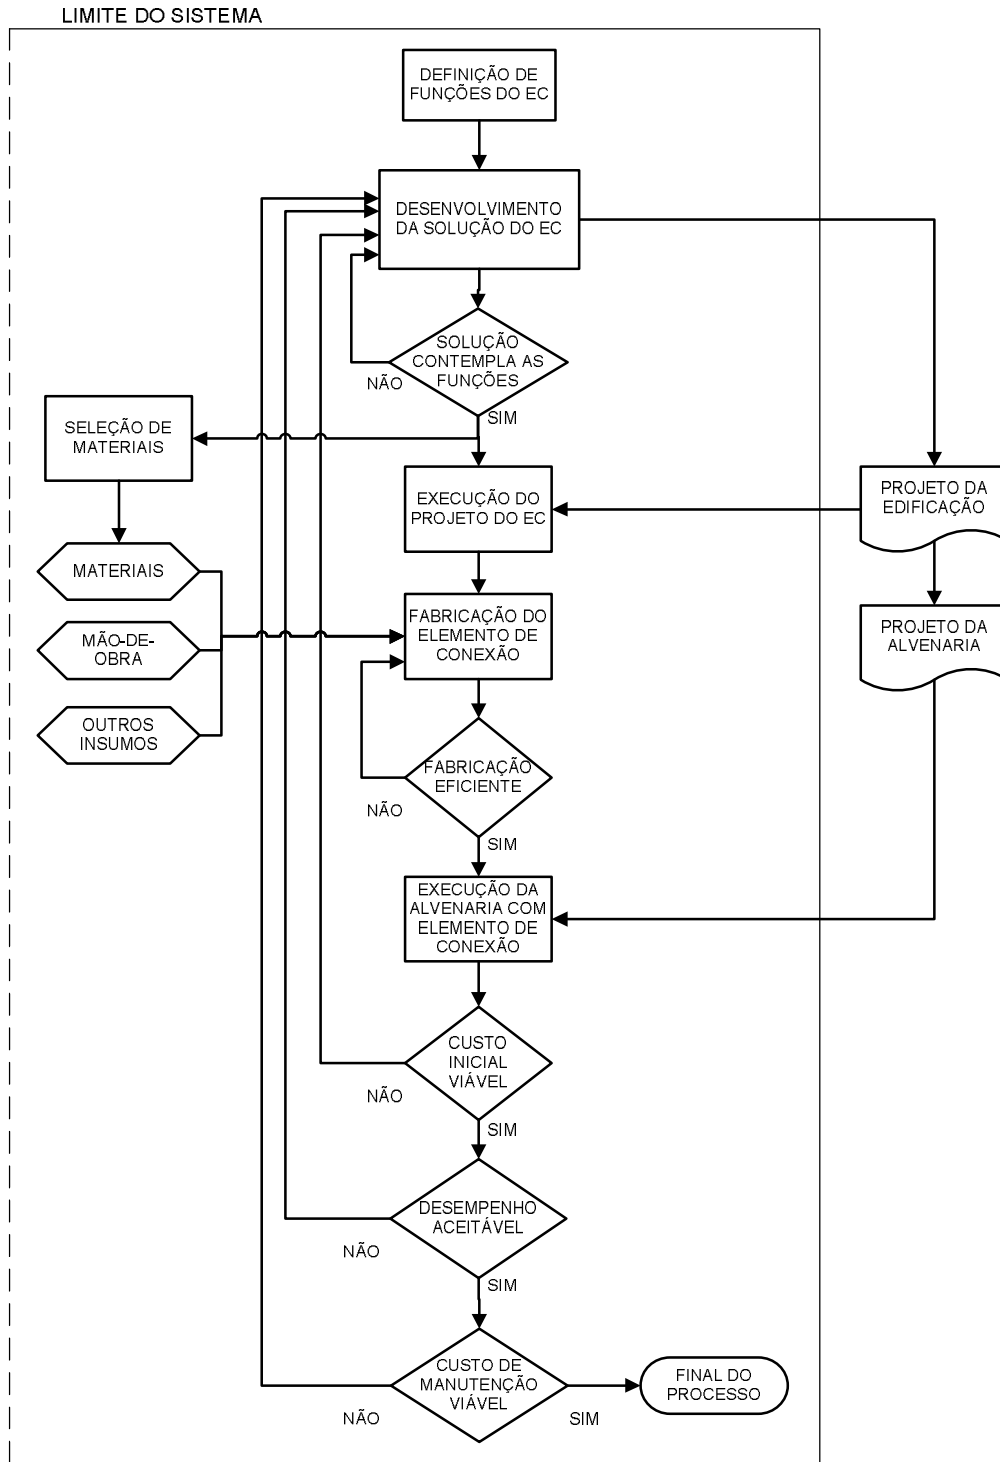 LIMITE DO SISTEMA
DEFINIÇÃO DE
FUNÇÕES DO EC
DESENVOLVIMENTO
DA SOLUÇÃO DO EC
SOLUÇÃO
CONTEMPLA AS
FUNÇÕES
NÃO
SIM
SELEÇÃO DE
MATERIAIS
EXECUÇÃO DO
PROJETO DO EC
PROJETO DA
EDIFICAÇÃO
MATERIAIS
MÃO-DE-
OBRA
OUTROS
INSUMOS
FABRICAÇÃO DO
ELEMENTO DE
CONEXÃO
PROJETO DA
ALVENARIA
FABRICAÇÃO
EFICIENTE
NÃO
SIM
EXECUÇÃO DA
ALVENARIA COM
ELEMENTO DE
CONEXÃO
CUSTO
INICIAL
VIÁVEL
NÃO
SIM
DESEMPENHO
ACEITÁVEL
NÃO
SIM
CUSTO DE
MANUTENÇÃO
VIÁVEL
NÃO
SIM
FINAL DO
PROCESSO